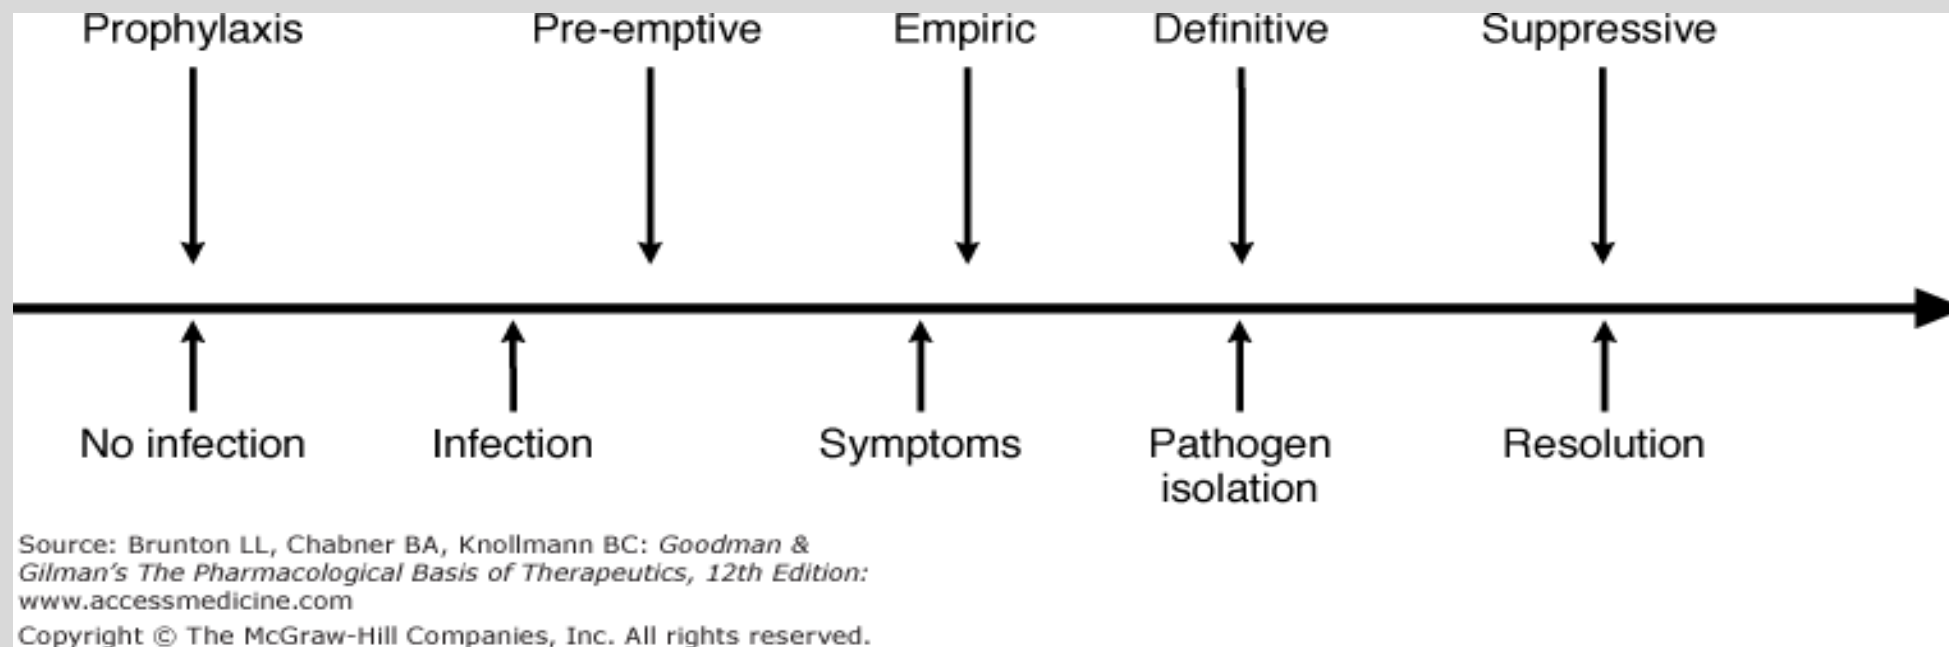 Prophylaxis Pre-emptive Empiric Definitive Suppressive
No infection Infection Symptoms Pathogen Resolution
isolation
Source: Brunton LL, Chabner BA, Knollmann BC: Goodman &
Gilman’s The Pharmacological Basis of Therapeutics, 12th Edition:
www.accessmedicine.com
Copyright © The McGraw-Hill Companies, Inc. All rights reserved.